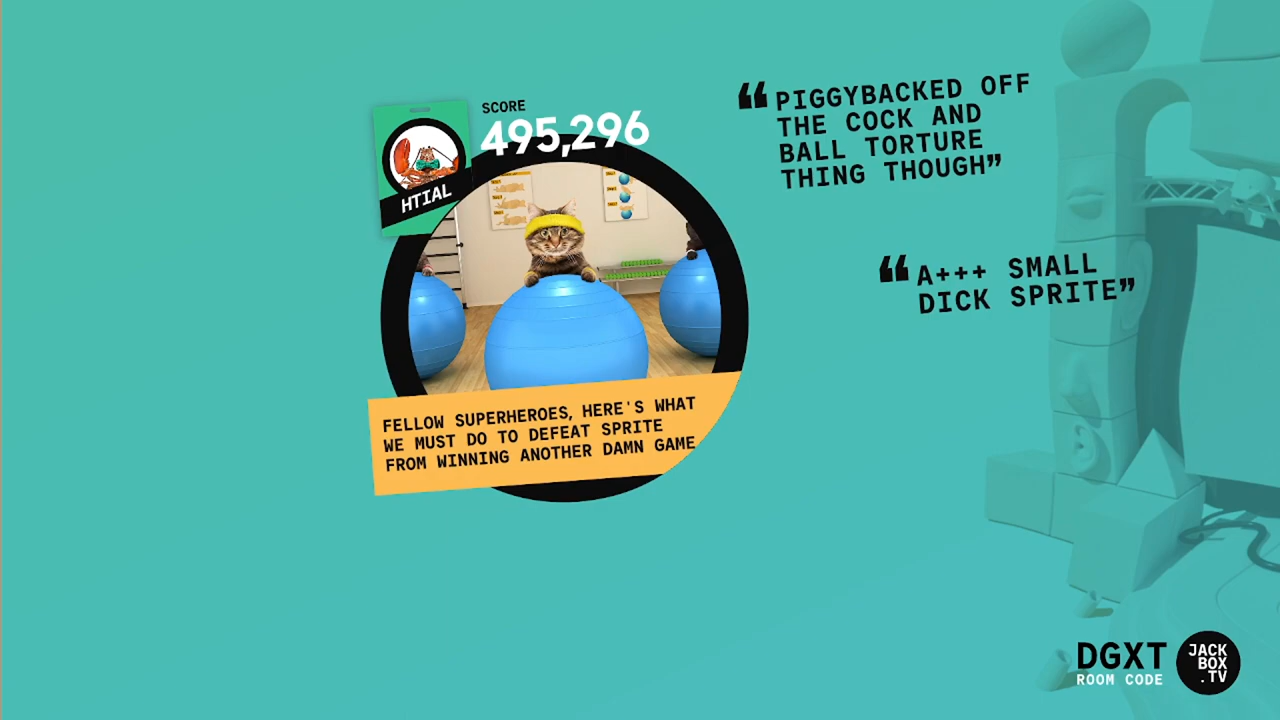 SCORE
495,296
HTIAL
“PIGGYBACKED OFF
THE COCK AND
BALL TORTURE
THING THOUGH”
“A+++ SMALL
DICK SPRITE”
FELLOW SUPERHEROES, HERE'S WHAT
WE MUST DO TO DEFEAT SPRITE
FROM WINNING ANOTHER DAMN GAME
DGXT
ROOM CODE
JACK
BOX
.TV